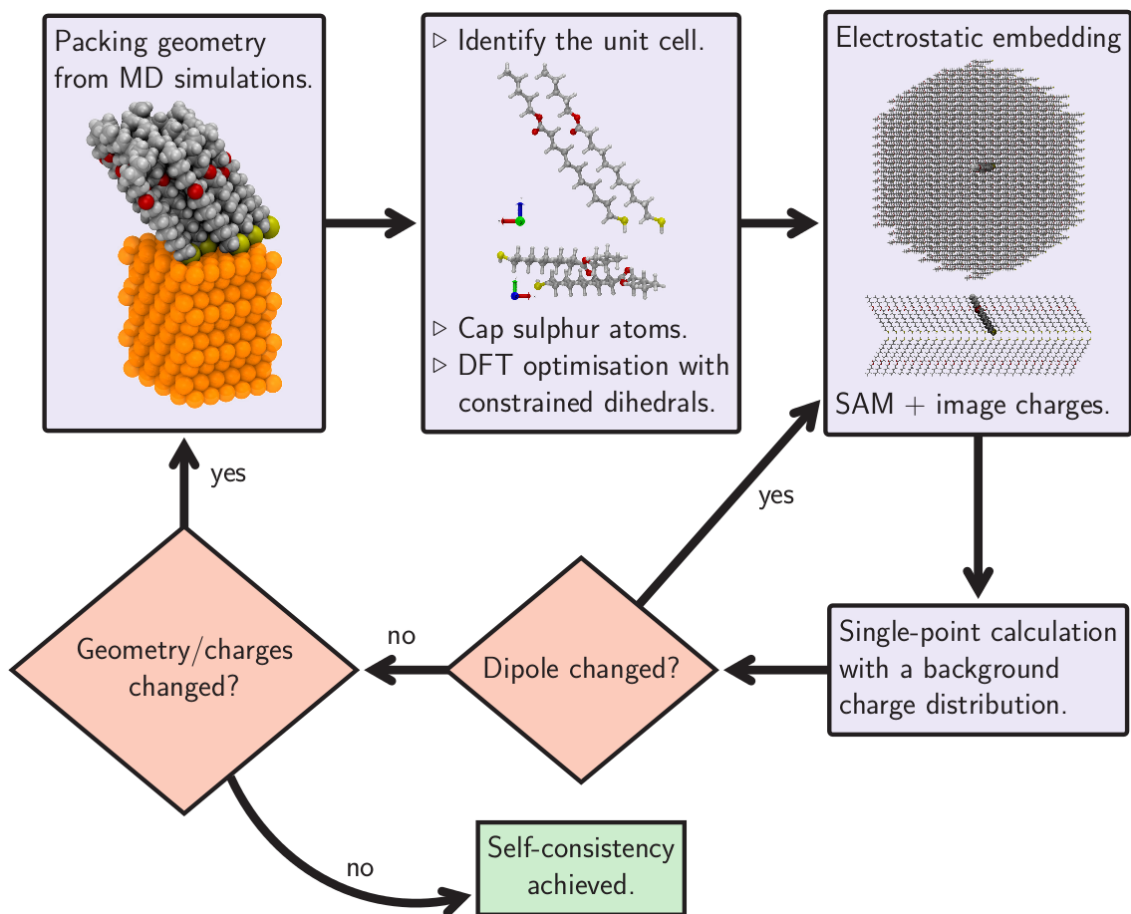 Packing geometry
from MD simulations.
▷ Identify the unit cell.
▷ Cap sulphur atoms.
▷ DFT optimisation with
constrained dihedrals.
Electrostatic embedding
SAM + image charges.
yes
yes
Geometry/charges
changed?
no
Dipole changed?
Single-point calculation
with a background
charge distribution.
no
Self-consistency
achieved.